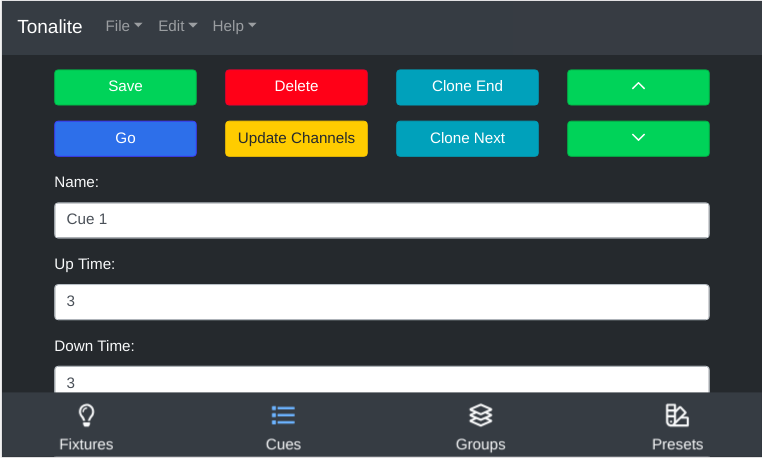 Tonalite File Edit Help
Save Delete Clone End
Go Update Channels Clone Next
Name:
Cue 1
Up Time:
3
Down Time:
3
Fixtures Cues Groups Presets